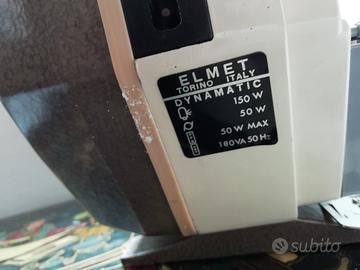 ELMET
TORINO ITALY
DYNAMATIC
150 W
50 W
50 W MAX
180VA 50 Hz
subito